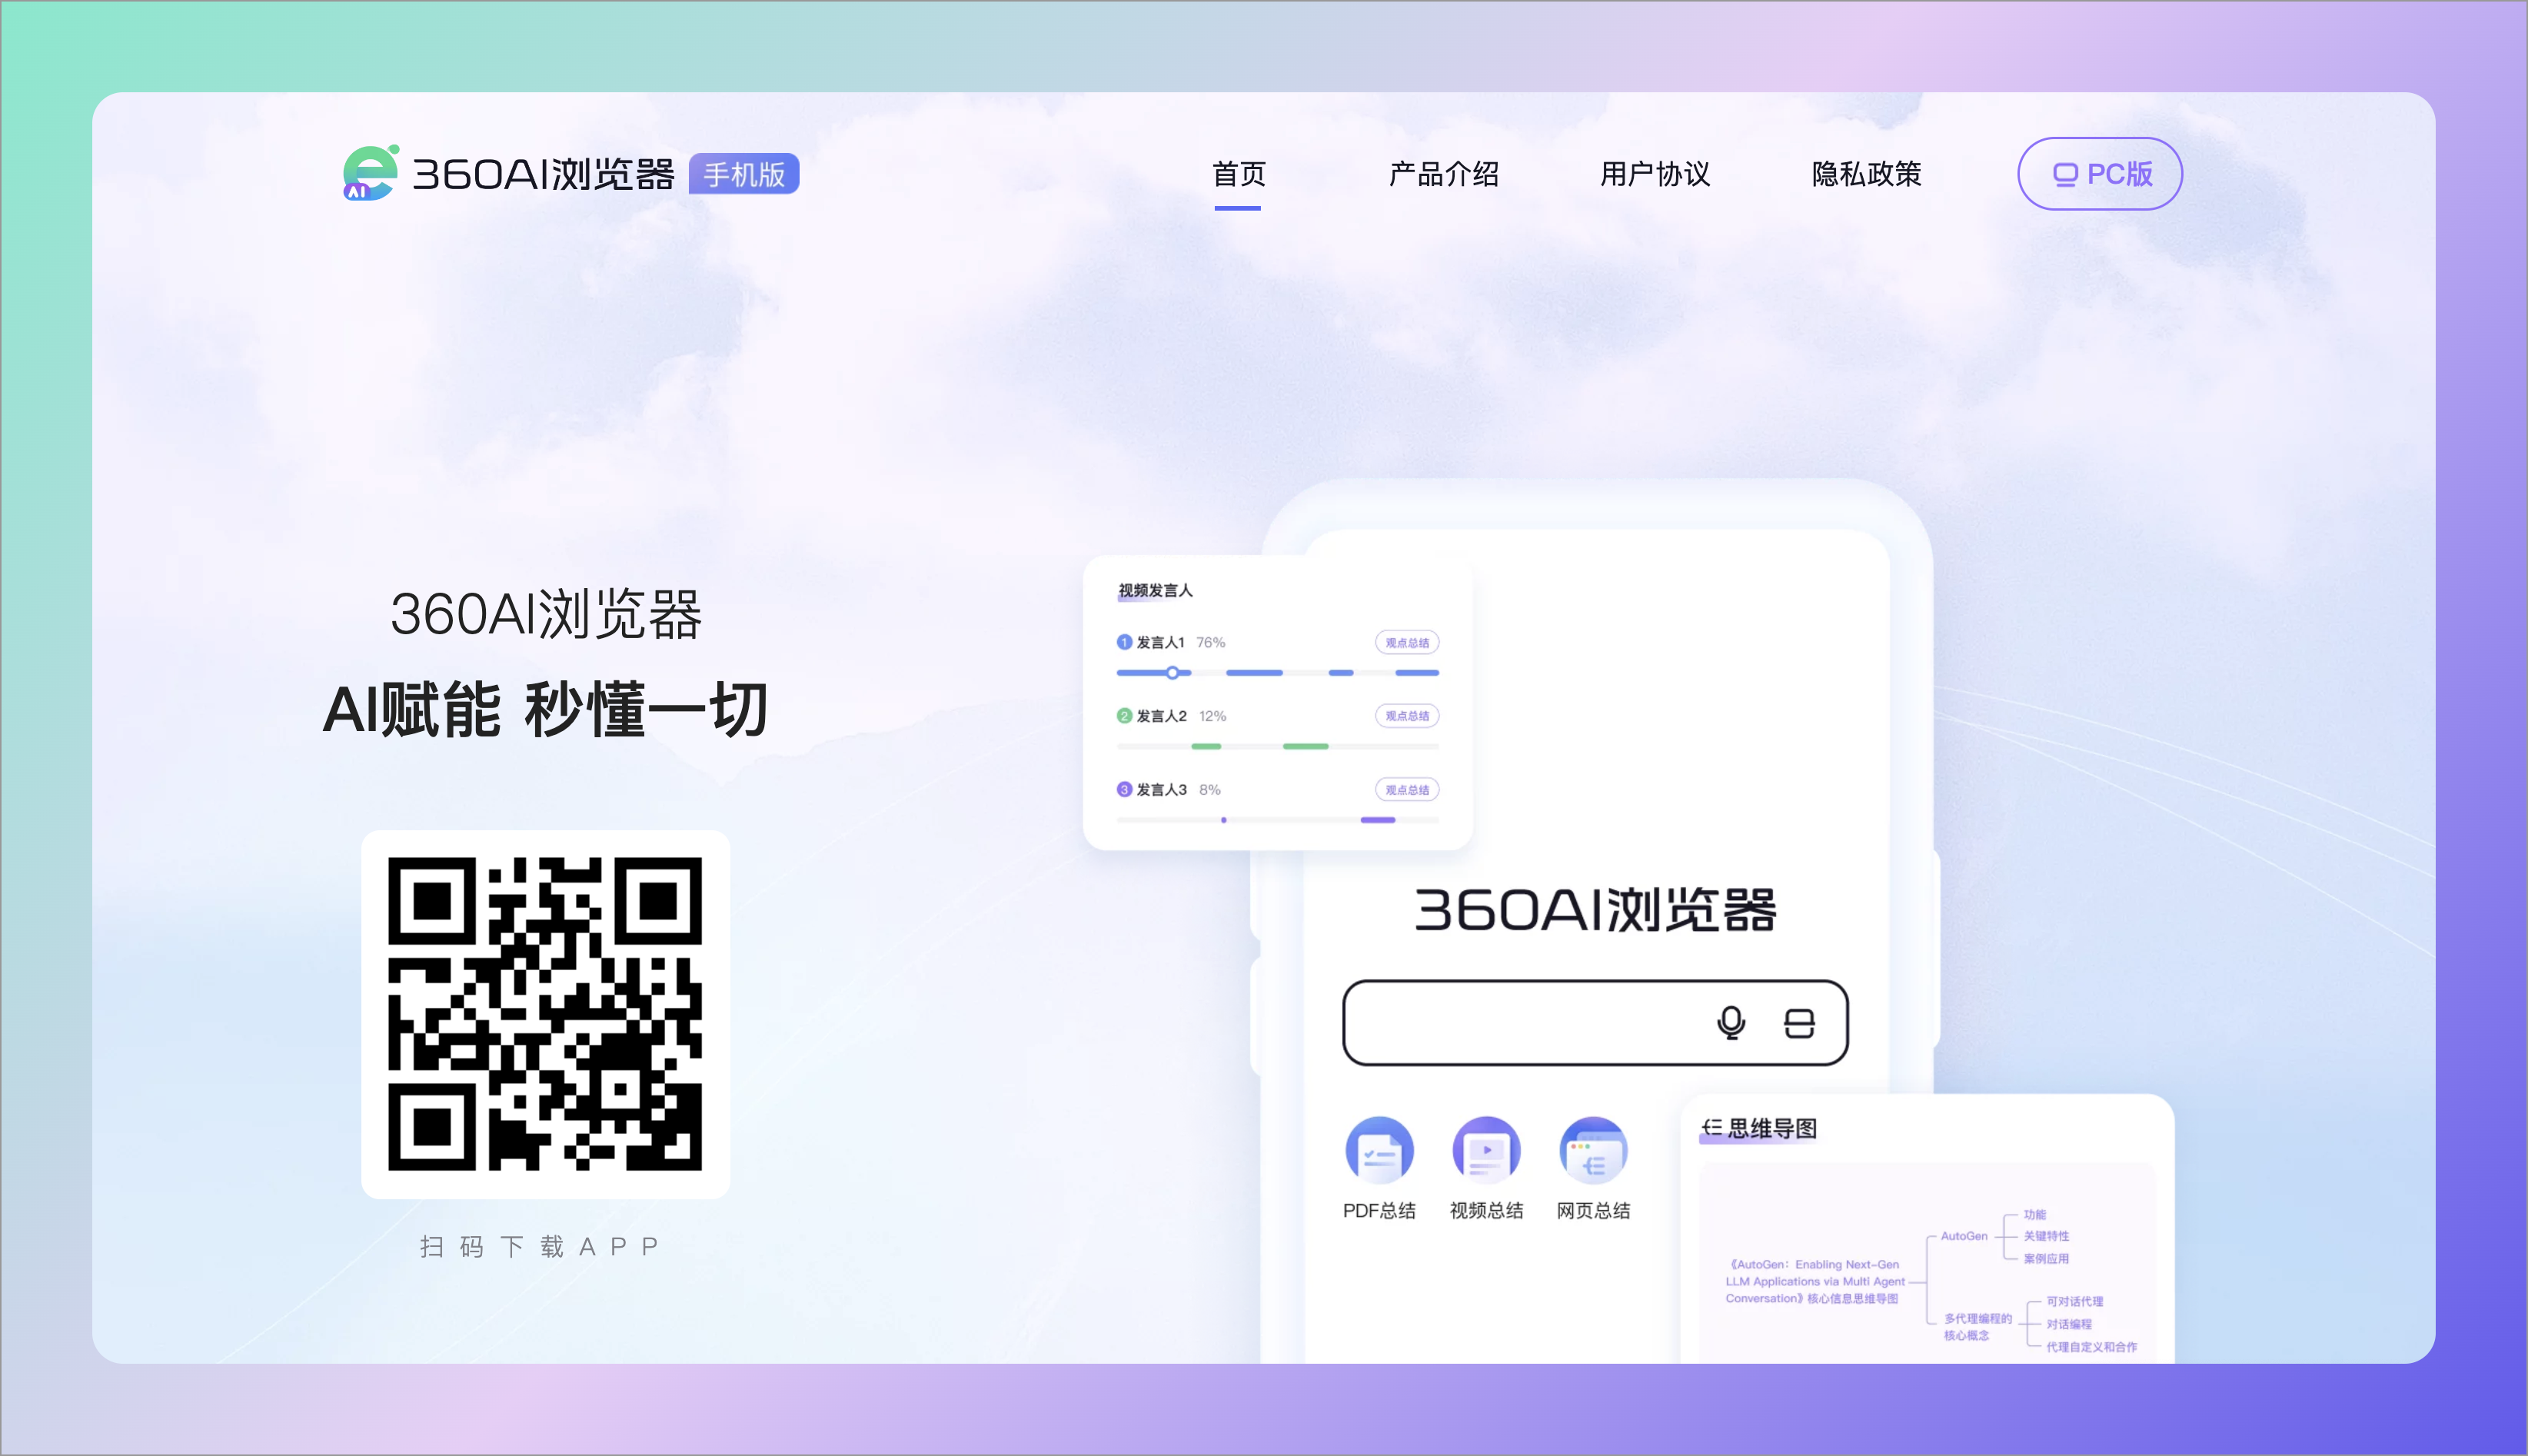 360AI浏览器 手机版
首页 产品介绍 用户协议 隐私政策 PC版
360AI浏览器
AI赋能 秒懂一切
扫码下载APP
视频发言人
1 发言人1 76% 观点总结
2 发言人2 12% 观点总结
3 发言人3 8% 观点总结
360AI浏览器
PDF总结 视频总结 网页总结
思维导图
《AutoGen：Enabling Next-Gen
LLM Applications via Multi Agent
Conversation》核心信息思维导图
AutoGen
功能
关键特性
案例应用
多代理编程的
核心概念
可对话代理
对话编程
代理自定义和合作